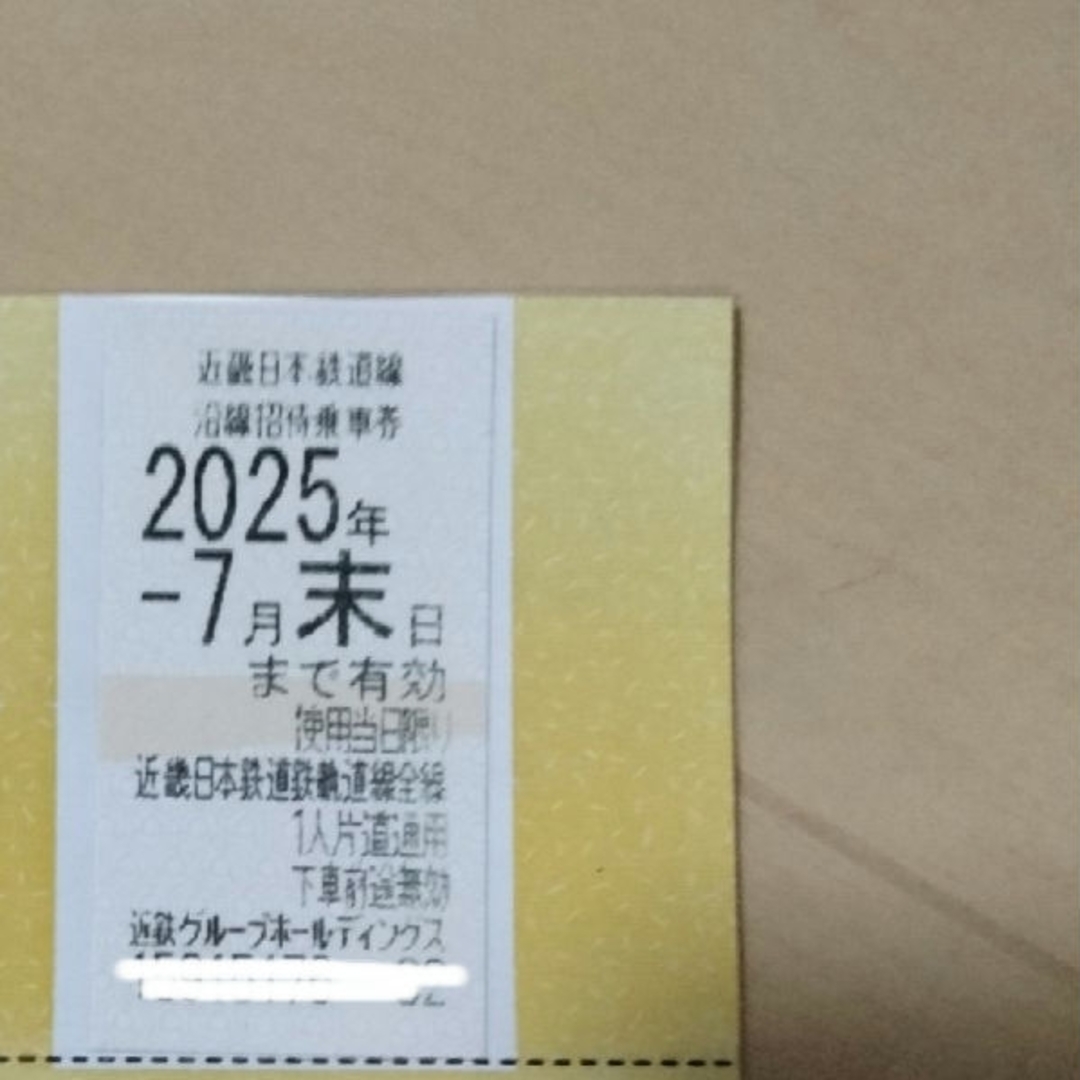 近畿日本鉄道線
沿線招待乗車券
2025年
-7月末日
まで有効
使用当日限り
近畿日本鉄道鉄軌道線全線
1人片道通用
下車前途無効
近鉄グループホールディングス